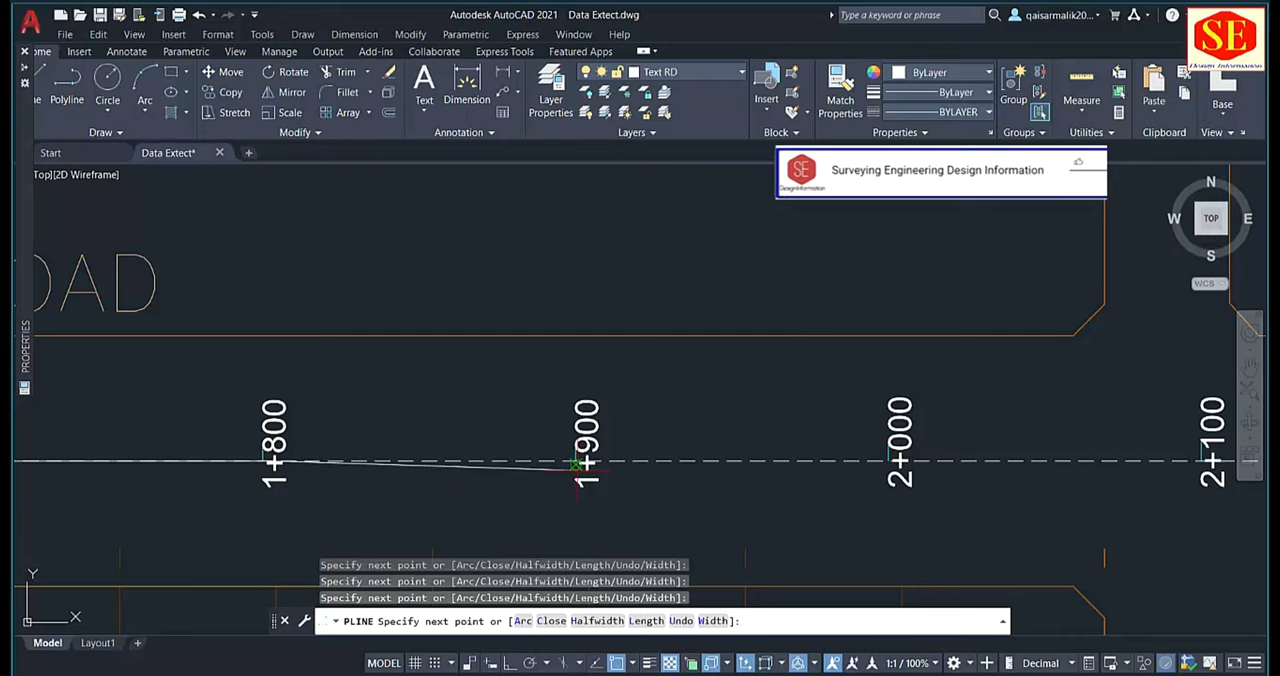 Autodesk AutoCAD 2021 Data Extect.dwg
Type a keyword or phrase
qaisarmalik20...
SE
File Edit View Insert Format Tools Draw Dimension Modify Parametric Express Window Help
ome Insert Annotate Parametric View Manage Output Add-ins Collaborate Express Tools Featured Apps
Move Rotate Trim
Copy Mirror Fillet
Stretch Scale Array
ne Polyline Circle Arc
Text Dimension
Layer Properties
Text RD
Insert
Match Properties
ByLayer
ByLayer
BYLAYER
Group
Measure
Paste
Base
Draw Modify Annotation Layers Block Properties Groups Utilities Clipboard View
Start Data Extect*
Top][2D Wireframe]
SE
DesignInformation
Surveying Engineering Design Information
N
W TOP E
S
WCS
OAD
PROPERTIES
1+800
1+900
2+000
2+100
Specify next point or [Arc/Close/Halfwidth/Length/Undo/Width]:
Specify next point or [Arc/Close/Halfwidth/Length/Undo/Width]:
Specify next point or [Arc/Close/Halfwidth/Length/Undo/Width]:
PLINE Specify next point or [Arc Close Halfwidth Length Undo Width]:
Y
X
Model Layout1
MODEL 1:1 / 100% Decimal